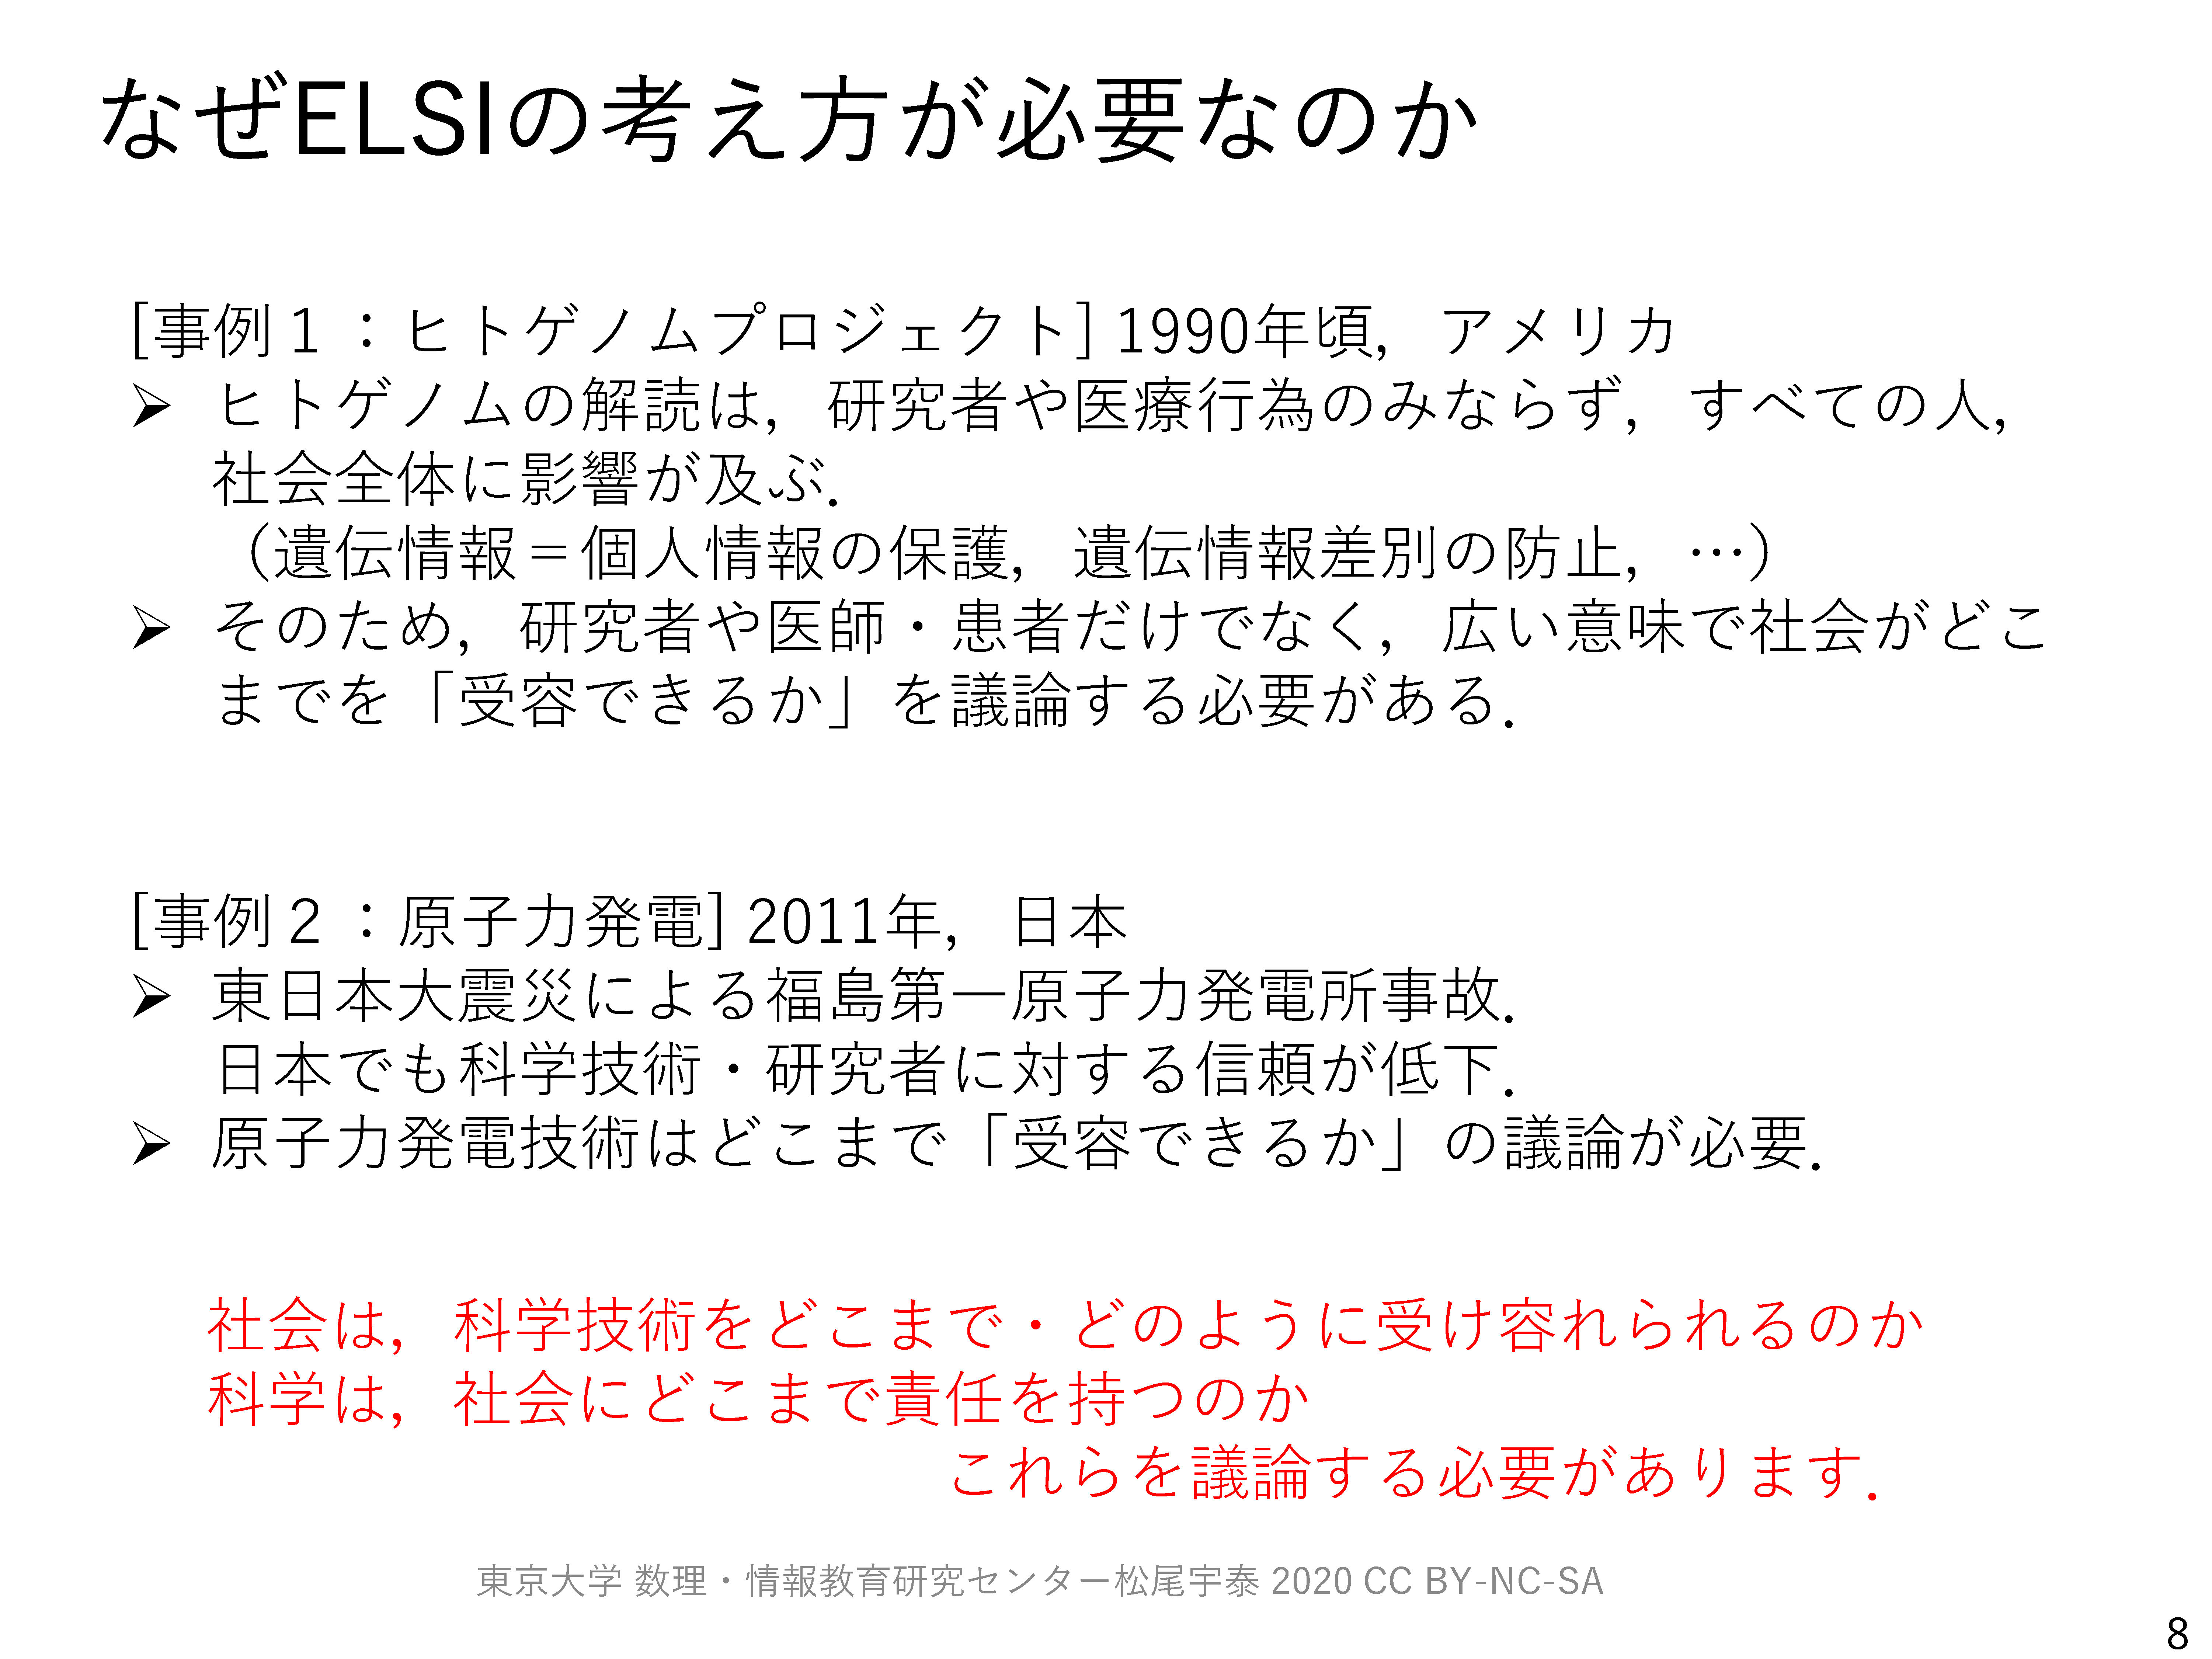 なぜELSIの考え方が必要なのか
[事例1：ヒトゲノムプロジェクト] 1990年頃，アメリカ
➢ ヒトゲノムの解読は，研究者や医療行為のみならず，すべての人，
社会全体に影響が及ぶ．
（遺伝情報＝個人情報の保護，遺伝情報差別の防止，…）
➢ そのため，研究者や医師・患者だけでなく，広い意味で社会がどこ
までを「受容できるか」を議論する必要がある．
[事例2：原子力発電] 2011年，日本
➢ 東日本大震災による福島第一原子力発電所事故．
日本でも科学技術・研究者に対する信頼が低下．
➢ 原子力発電技術はどこまで「受容できるか」の議論が必要．
社会は，科学技術をどこまで・どのように受け容れられるのか
科学は，社会にどこまで責任を持つのか
これらを議論する必要があります．
東京大学 数理・情報教育研究センター松尾宇泰 2020 CC BY-NC-SA
8